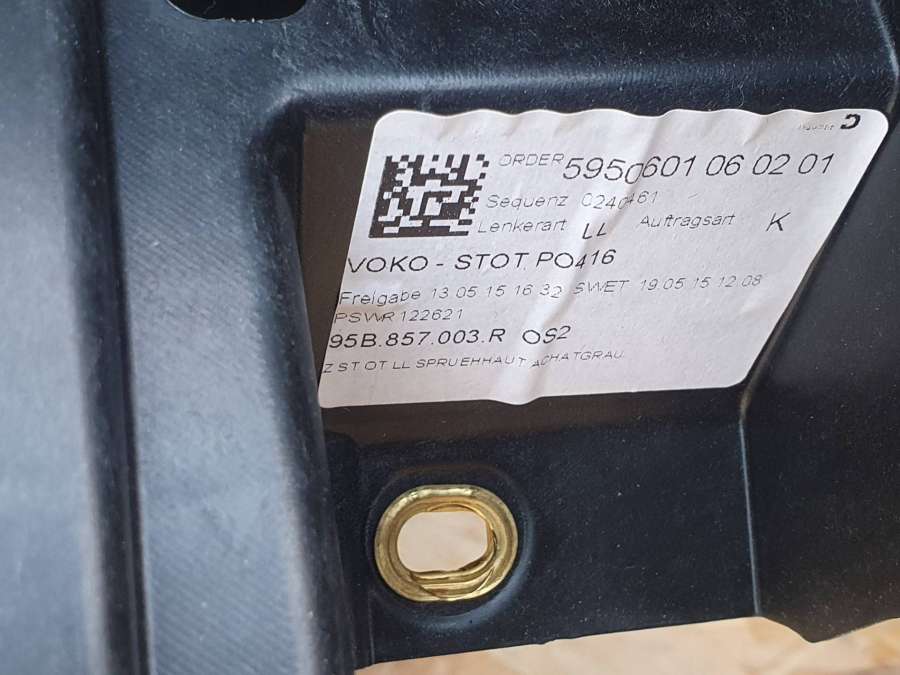 ORDER 5950601 06 02 01
Sequenz 0240461
Lenkerart LL Auftragsart K
VOKO - STOT PO416
Freigabe 13 05 15 16 32 SWET 19.05 15 12.08
PSWR 122621
95B.857.003.R OS2
Z ST OT LL SPRUEHHAUT ACHATGRAU